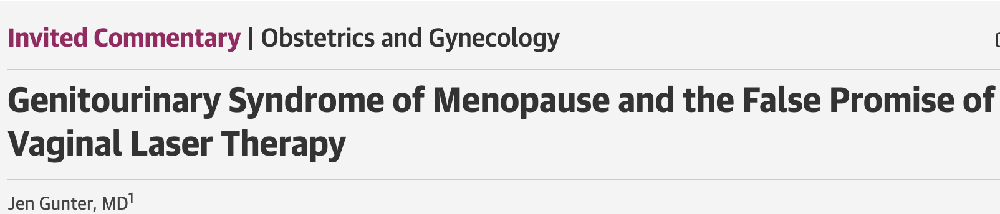 Invited Commentary | Obstetrics and Gynecology
Genitourinary Syndrome of Menopause and the False Promise of
Vaginal Laser Therapy
Jen Gunter, MD1